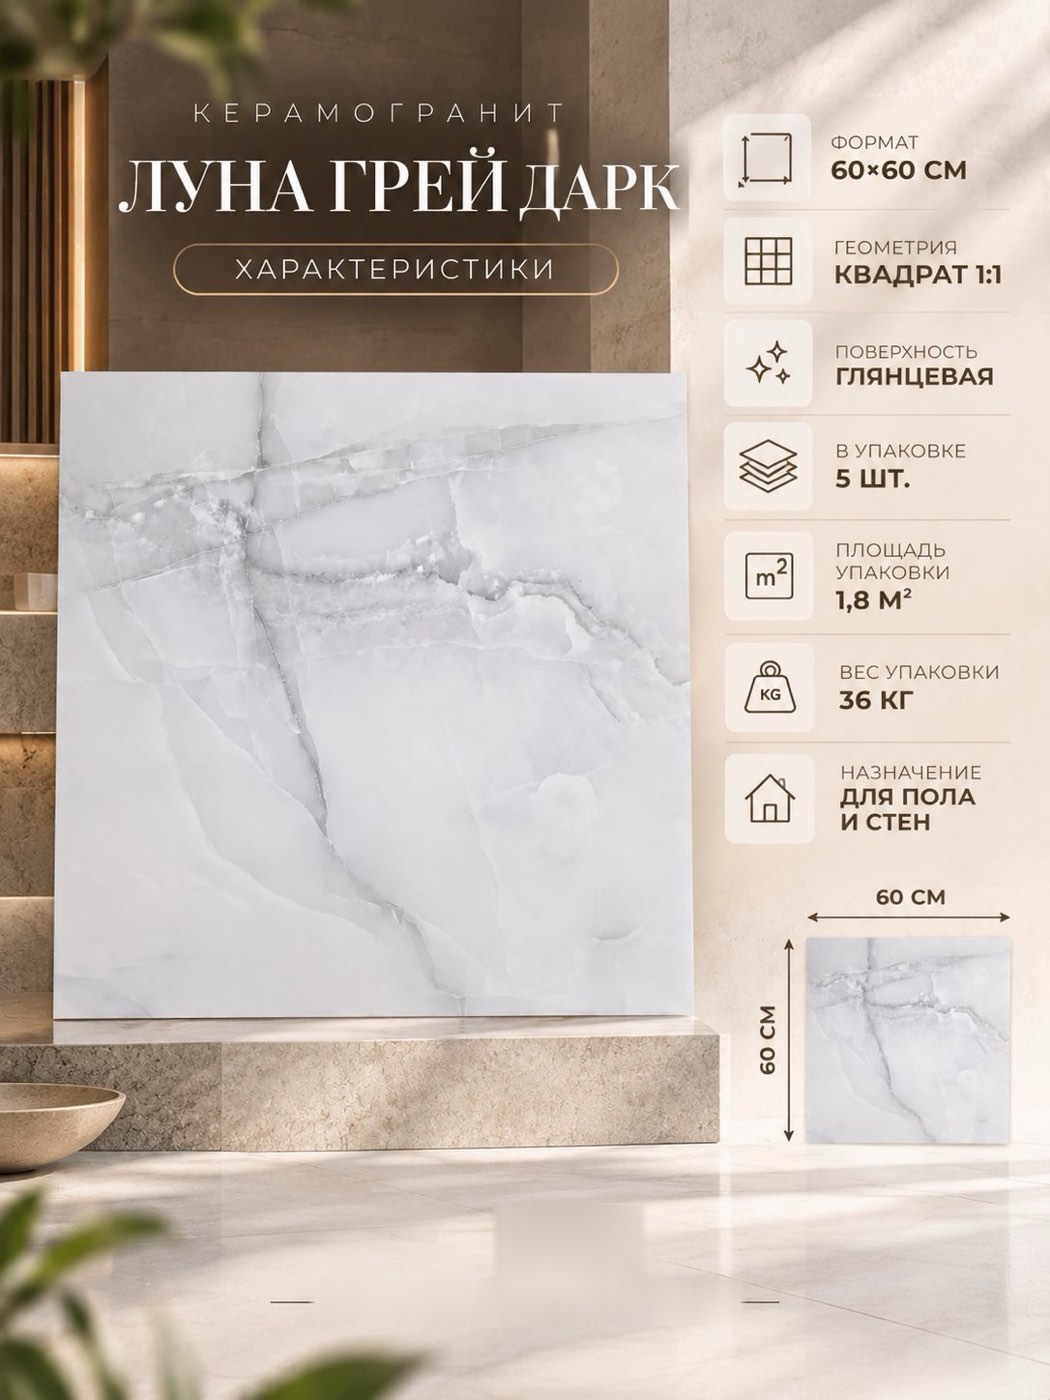 КЕРАМОГРАНИТ
ЛУНА ГРЕЙ ДАРК
ХАРАКТЕРИСТИКИ
ФОРМАТ
60×60 СМ
ГЕОМЕТРИЯ
КВАДРАТ 1:1
ПОВЕРХНОСТЬ
ГЛЯНЦЕВАЯ
В УПАКОВКЕ
5 ШТ.
m²
ПЛОЩАДЬ
УПАКОВКИ
1,8 М²
KG
ВЕС УПАКОВКИ
36 КГ
НАЗНАЧЕНИЕ
ДЛЯ ПОЛА
И СТЕН
60 СМ
60 СМ